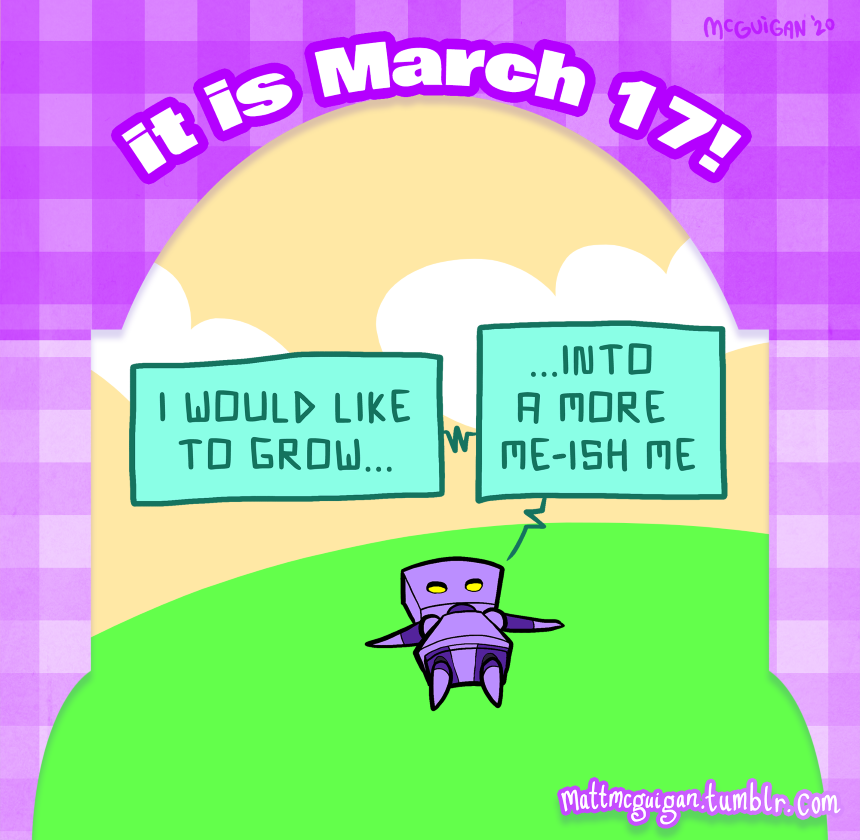 McGUiGAN '20
it is March 17!
I WOULD LIKE
TO GROW...
...INTO
A MORE
ME-ISH ME
mattmcguigan.tumblr.com